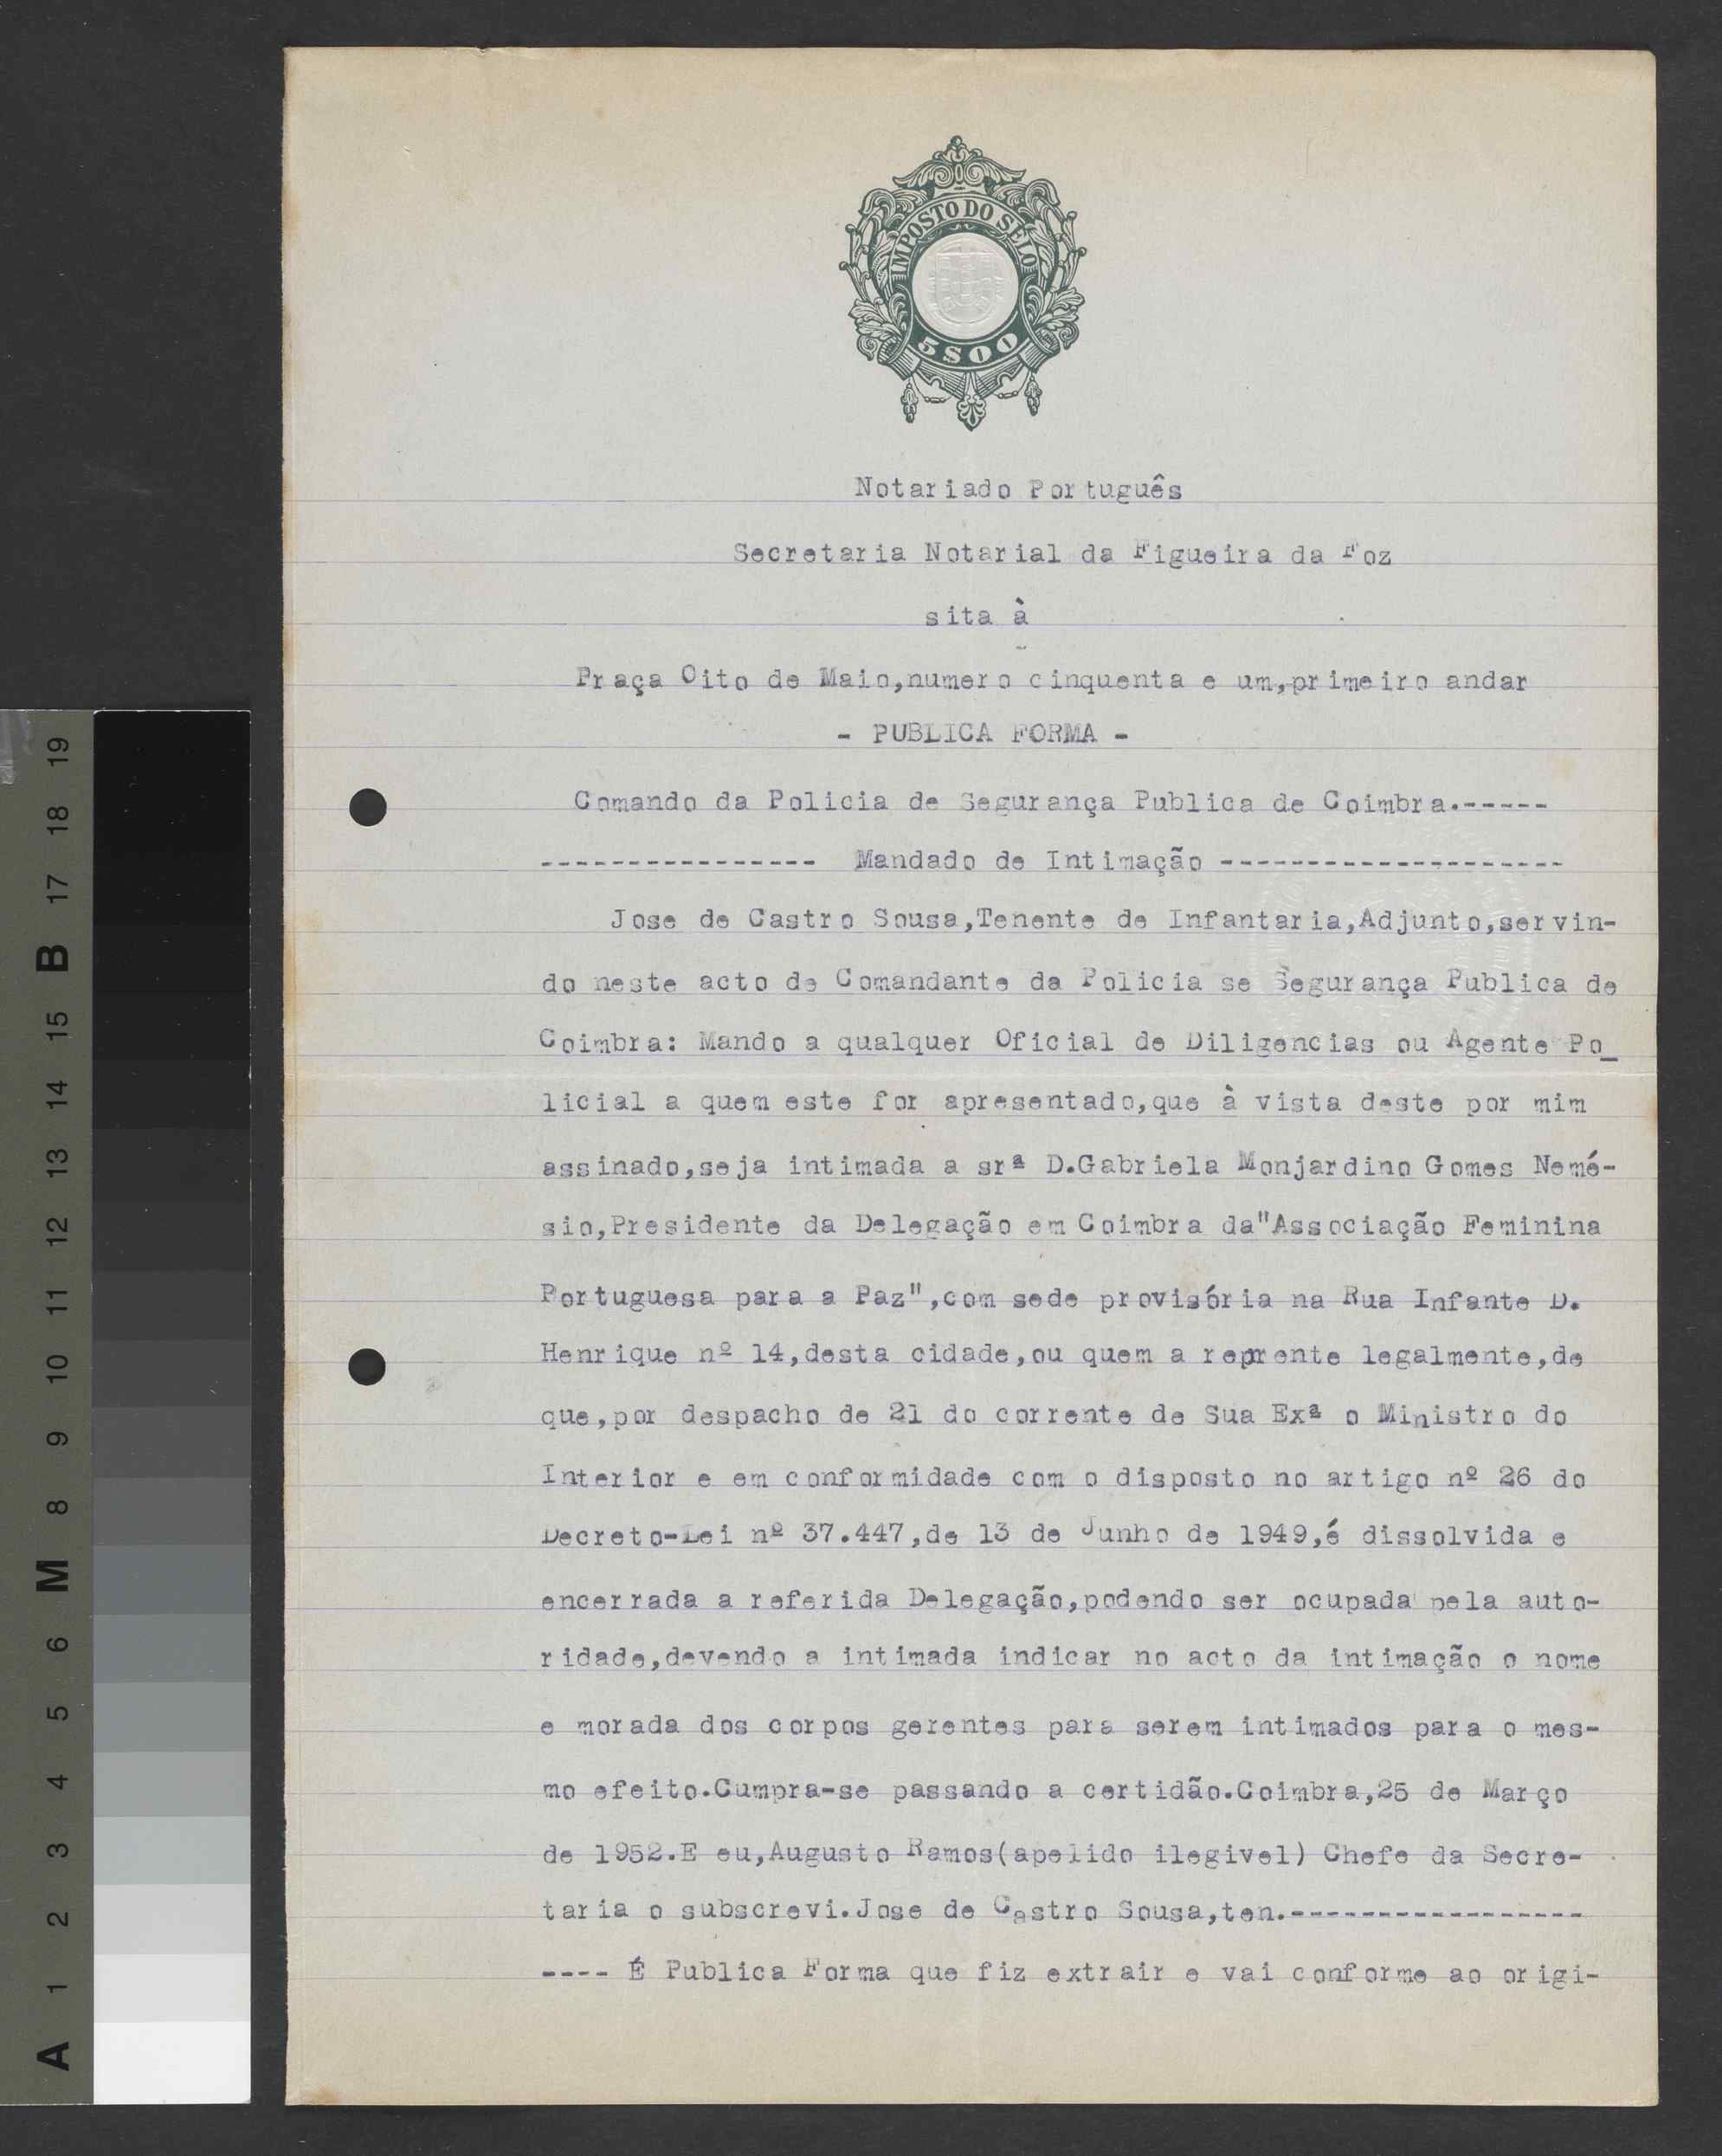 IMPOSTO DO SELO
5$00
Notariado Português
Secretaria Notarial da Figueira da Foz
sita à
Praça Oito de Maio,numero cinquenta e um,primeiro andar
- PUBLICA FORMA -
Comando da Policia de Segurança Publica de Coimbra.------
---------------- Mandado de Intimação --------------------
Jose de Castro Sousa,Tenente de Infantaria,Adjunto,servin-
do neste acto de Comandante da Policia se Segurança Publica de
Coimbra: Mando a qualquer Oficial de Diligencias ou Agente Po_
licial a quem este for apresentado,que à vista deste por mim
assinado,seja intimada a srª D.Gabriela Monjardino Gomes Nemé-
sio,Presidente da Delegação em Coimbra da"Associação Feminina
Portuguesa para a Paz",com sede provisória na Rua Infante D.
Henrique nº 14,desta cidade,ou quem a reprente legalmente,de
que,por despacho de 21 do corrente de Sua Exª o Ministro do
Interior e em conformidade com o disposto no artigo nº 26 do
Decreto-Lei nº 37.447,de 13 de Junho de 1949,é dissolvida e
encerrada a referida Delegação,podendo ser ocupada pela auto-
ridade,devendo a intimada indicar no acto da intimação o nome
e morada dos corpos gerentes para serem intimados para o mes-
mo efeito.Cumpra-se passando a certidão.Coimbra,25 de Março
de 1952.E eu,Augusto Ramos(apelido ilegivel) Chefe da Secre-
taria o subscrevi.Jose de Castro Sousa,ten.-----------------
---- É Publica Forma que fiz extrair e vai conforme ao origi-
A 1 2 3 4 5 6 M 8 9 10 11 12 13 14 15 B 17 18 19